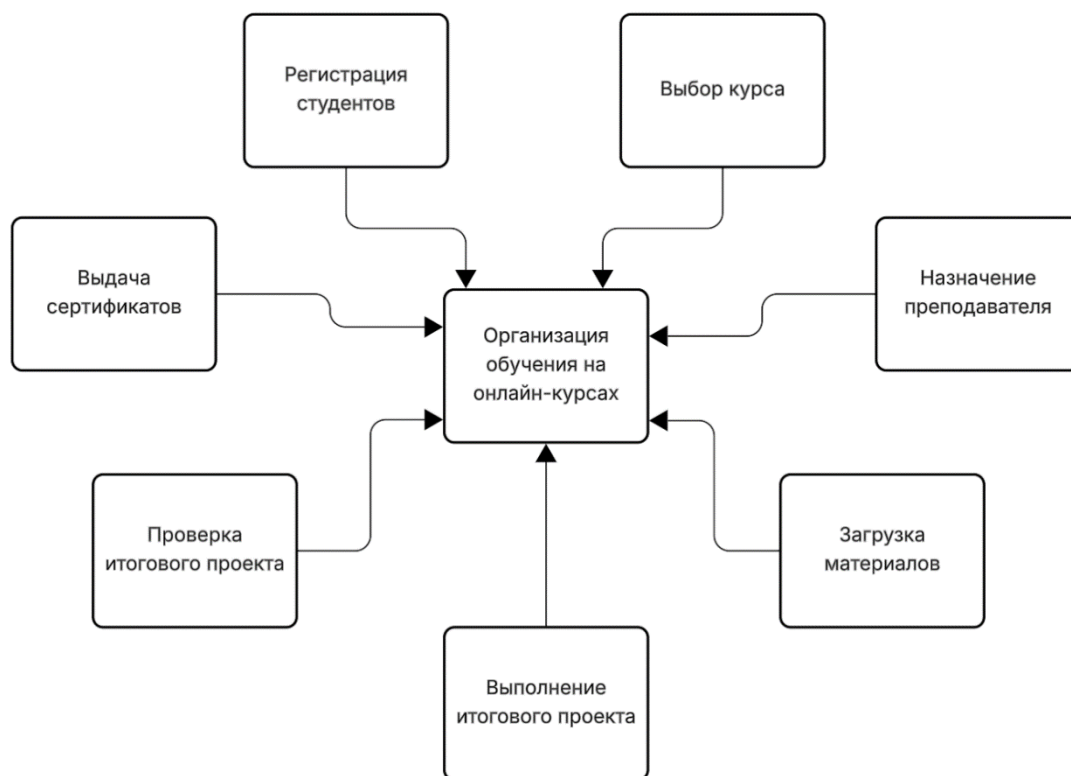 Регистрация
студентов
Выбор курса
Выдача
сертификатов
Организация
обучения на
онлайн-курсах
Назначение
преподавателя
Проверка
итогового проекта
Загрузка
материалов
Выполнение
итогового проекта